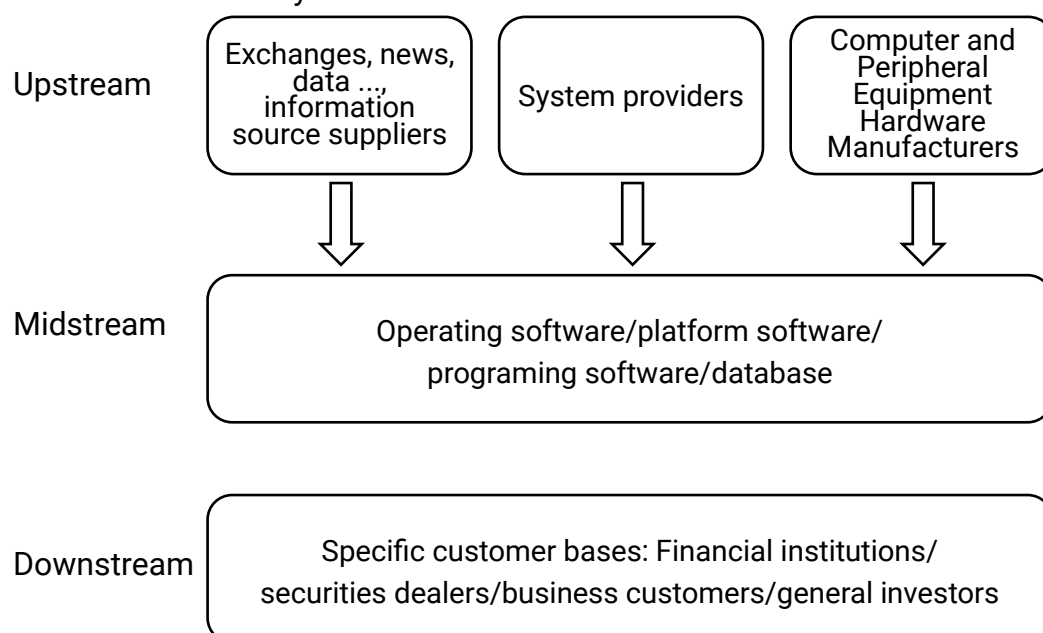 Upstream
Exchanges, news,
data ...,
information
source suppliers
System providers
Computer and
Peripheral
Equipment
Hardware
Manufacturers
Midstream
Operating software/platform software/
programing software/database
Downstream
Specific customer bases: Financial institutions/
securities dealers/business customers/general investors